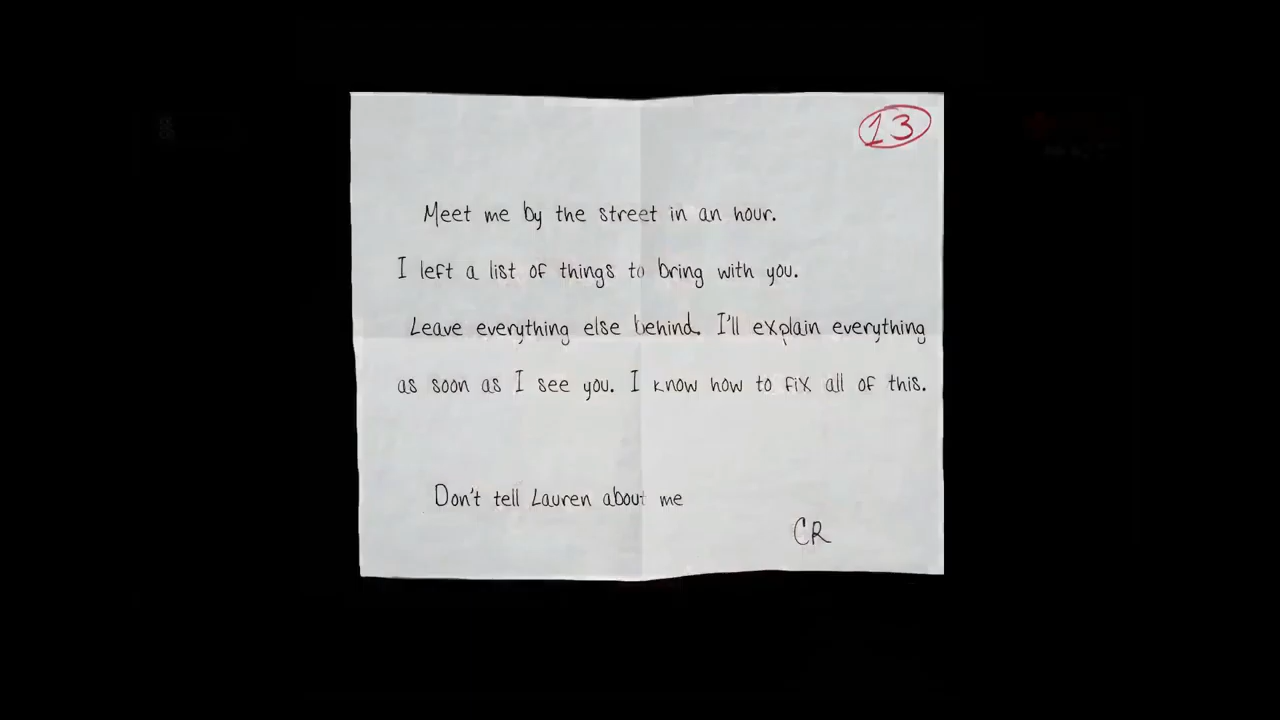 13
Meet me by the street in an hour.
I left a list of things to bring with you.
Leave everything else behind. I'll explain everything
as soon as I see you. I know how to fix all of this.
Don't tell Lauren about me
CR